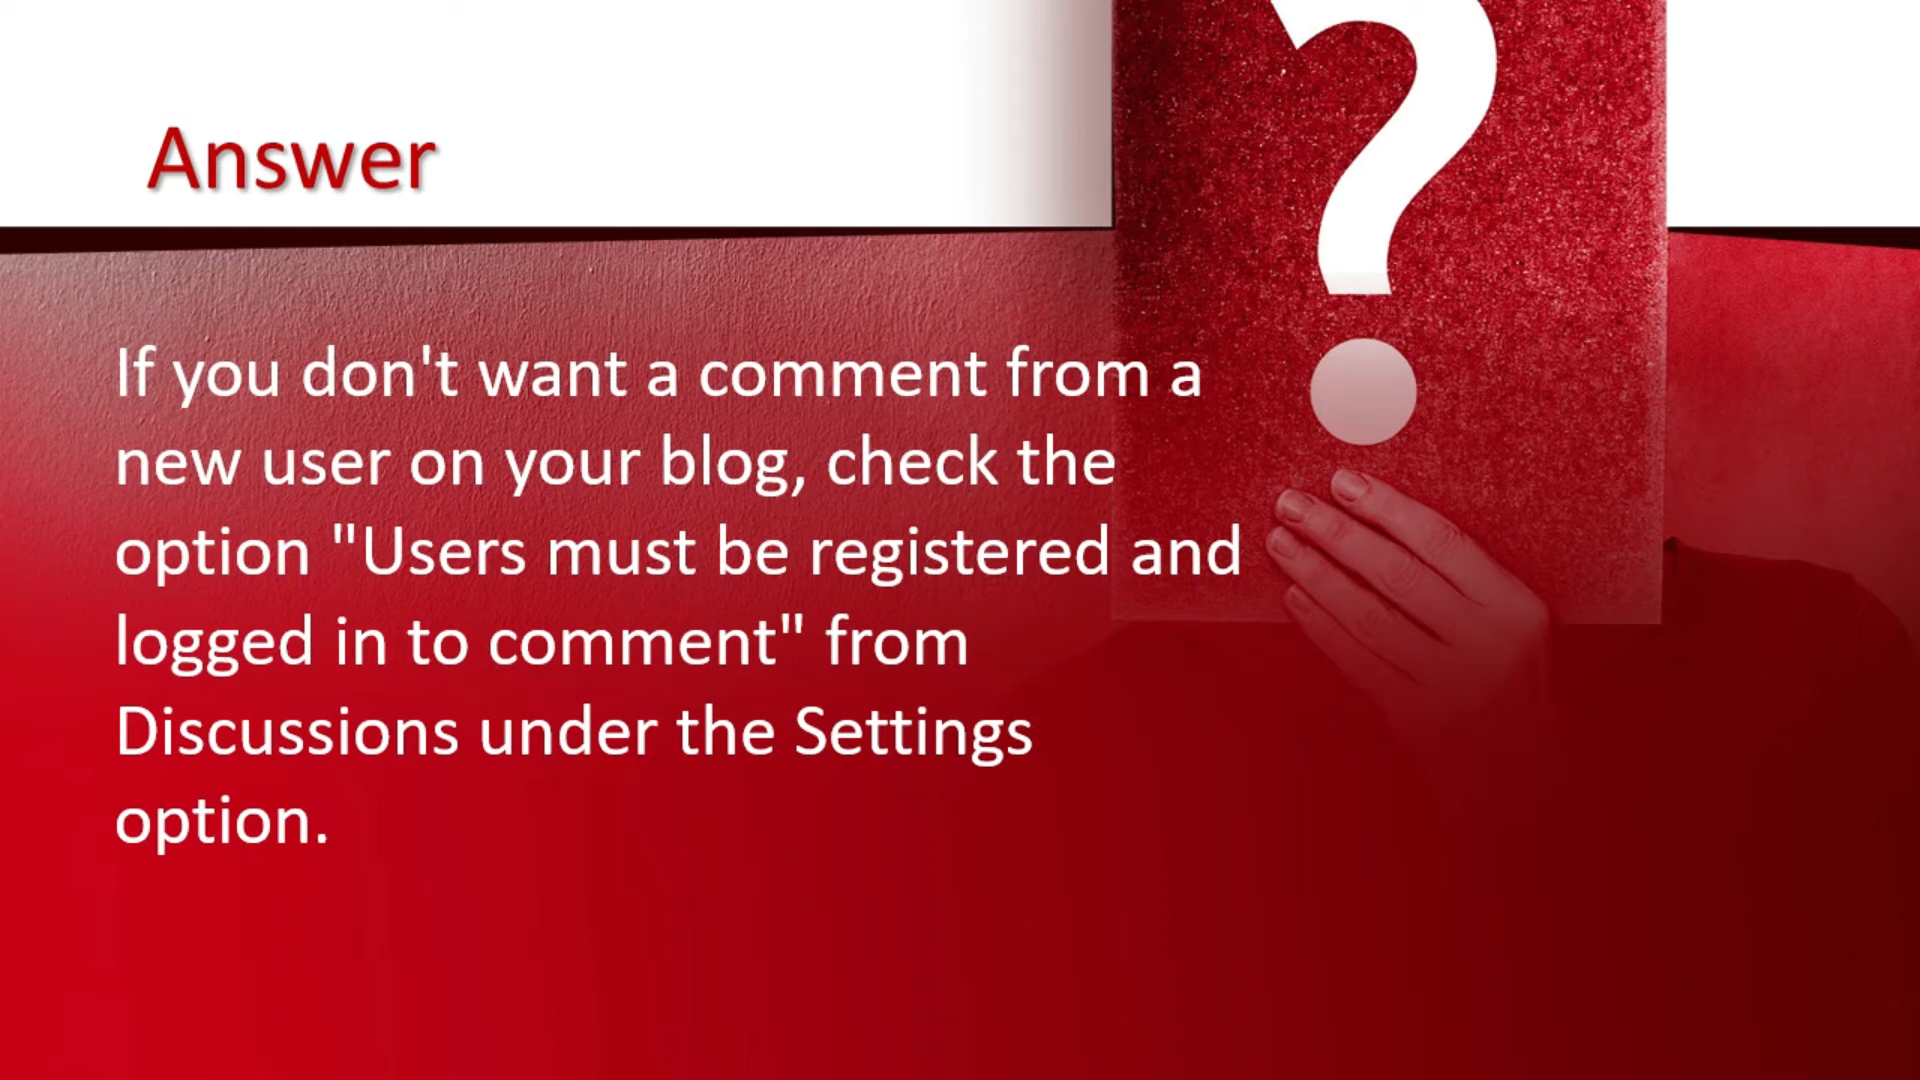 Answer
?
If you don't want a comment from a
new user on your blog, check the
option "Users must be registered and
logged in to comment" from
Discussions under the Settings
option.